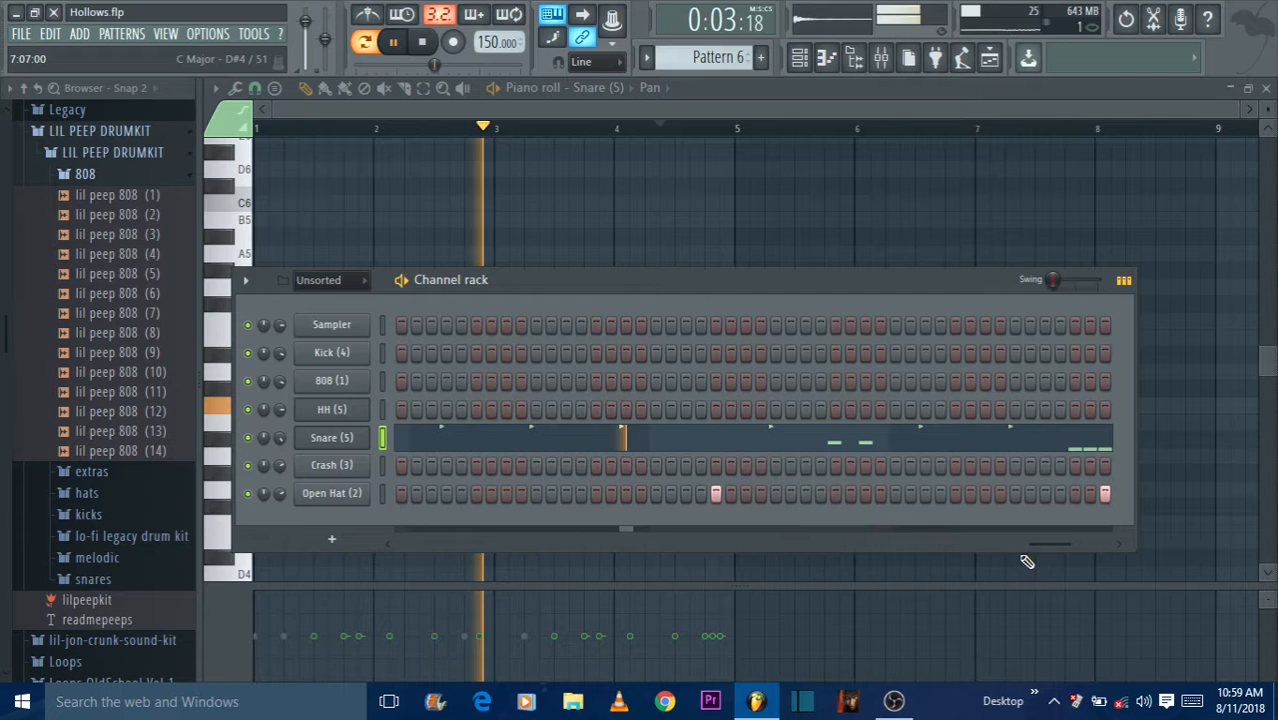 Hollows.flp
FILE EDIT ADD PATTERNS VIEW OPTIONS TOOLS ?
7:07:00 C Major - D#4 / 51
3.2.
150.000
Line
0:03:18
M:S:CS
Pattern 6
25 643 MB
1
Browser - Snap 2
Piano roll - Snare (5) Pan
Legacy
LIL PEEP DRUMKIT
LIL PEEP DRUMKIT
808
lil peep 808 (1)
lil peep 808 (2)
lil peep 808 (3)
lil peep 808 (4)
lil peep 808 (5)
lil peep 808 (6)
lil peep 808 (7)
lil peep 808 (8)
lil peep 808 (9)
lil peep 808 (10)
lil peep 808 (11)
lil peep 808 (12)
lil peep 808 (13)
lil peep 808 (14)
extras
hats
kicks
lo-fi legacy drum kit
melodic
snares
lilpeepkit
readmepeeps
lil-jon-crunk-sound-kit
Loops
1 2 3 4 5 6 7 8 9
D6
C6
B5
A5
D4
Unsorted
Channel rack
Swing
Sampler
Kick (4)
808 (1)
HH (5)
Snare (5)
Crash (3)
Open Hat (2)
+
Search the web and Windows
Pr
Desktop
10:59 AM
8/11/2018